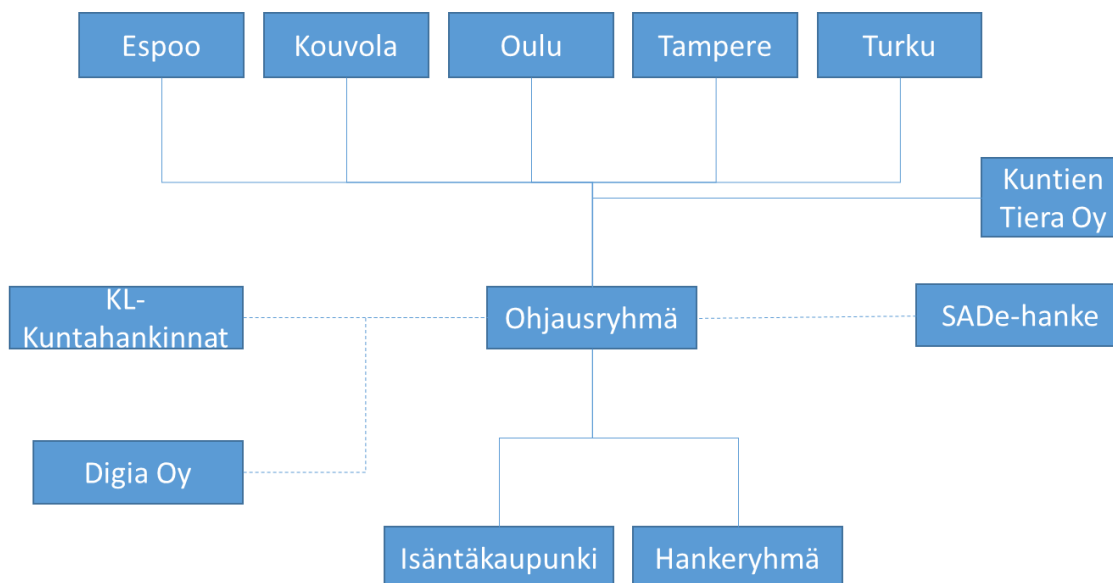 Espoo
Kouvola
Oulu
Tampere
Turku
Kuntien
Tiera Oy
KL-
Kuntahankinnat
Ohjausryhmä
SADe-hanke
Digia Oy
Isäntäkaupunki
Hankeryhmä